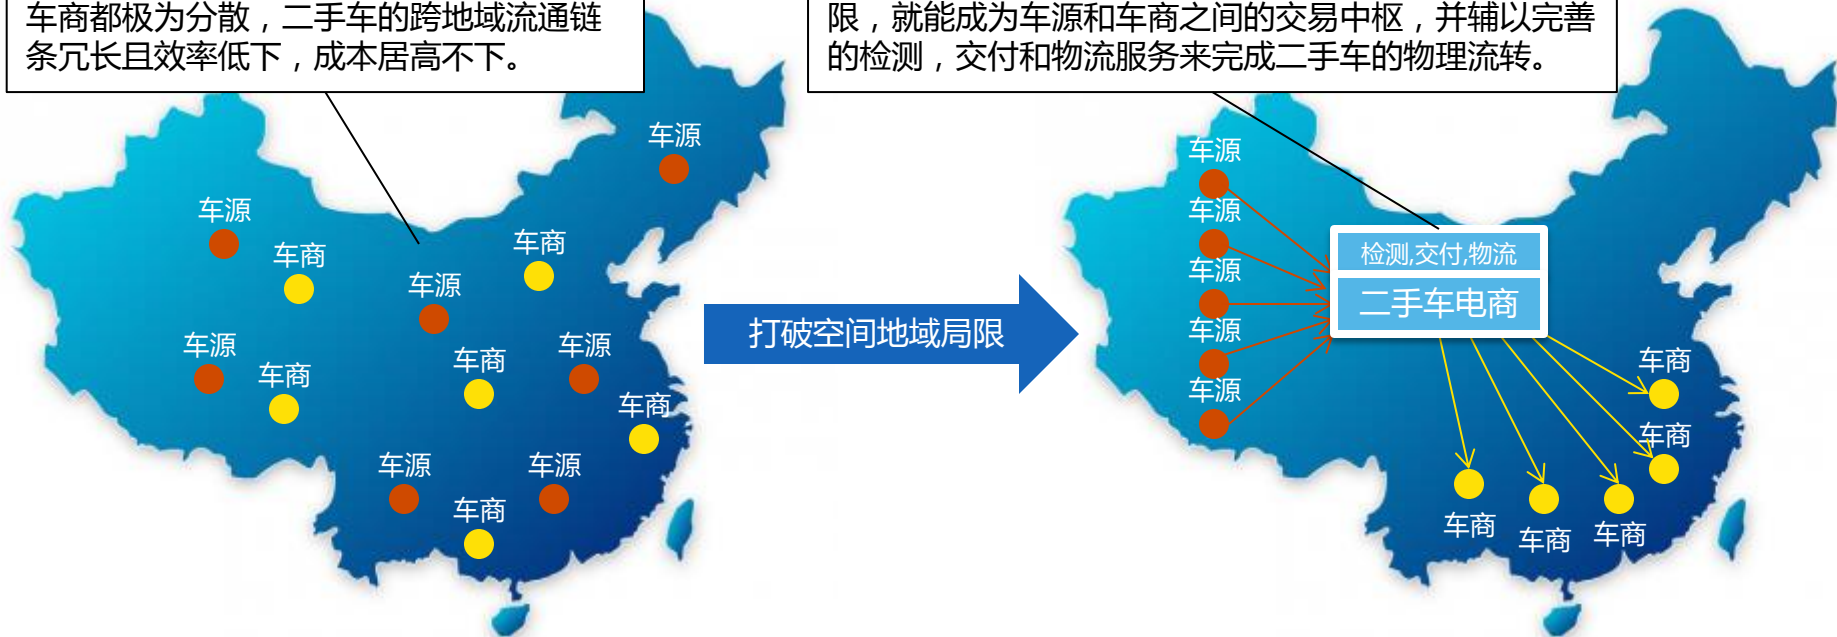 车商都极为分散，二手车的跨地域流通链
条冗长且效率低下，成本居高不下。
限，就能成为车源和车商之间的交易中枢，并辅以完善
的检测，交付和物流服务来完成二手车的物理流转。
车源
车源
车商
车商
车源
车源
车商
车商
车源
车商
车源
车源
车商
打破空间地域局限
车源
车源
车源
车源
车源
检测,交付,物流
二手车电商
车商
车商
车商
车商
车商